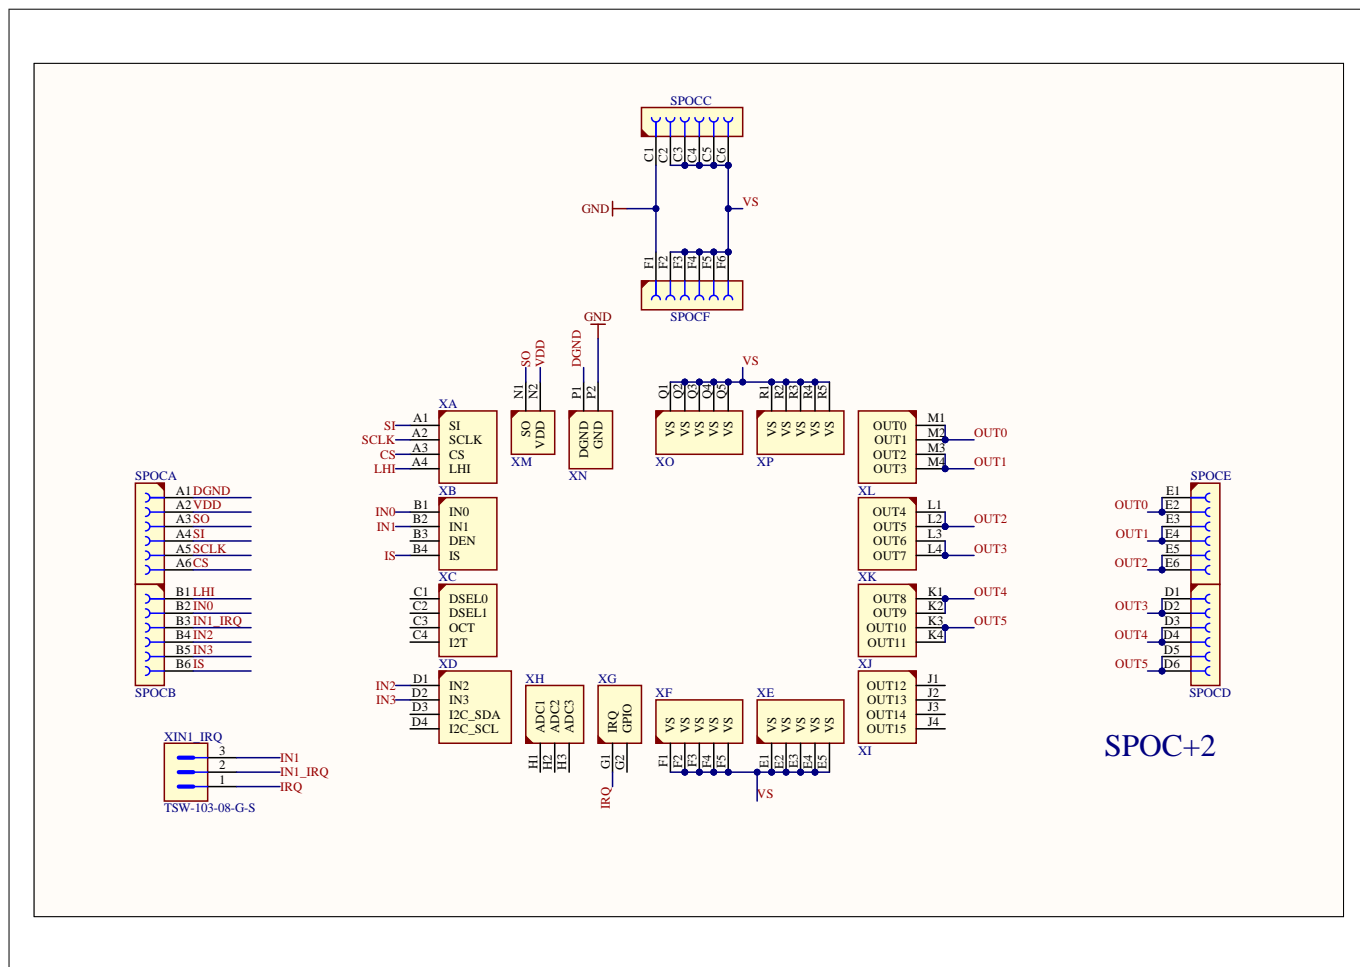 SPOCC
C1 C2 C3 C4 C5 C6
GND VS
F1 F2 F3 F4 F5 F6
SPOCF
GND
SO VDD DGND VS
N1 N2 P1 P2 Q1 Q2 Q3 Q4 Q5 R1 R2 R3 R4 R5
XA
SI A1 SI
SCLK A2 SCLK
CS A3 CS
LHI A4 LHI
SO VDD
XM
DGND GND
XN
VS VS VS VS VS
XO
VS VS VS VS VS
XP
OUT0 M1
OUT1 M2 OUT0
OUT2 M3
OUT3 M4 OUT1
XL
SPOCA
A1 DGND
A2 VDD
A3 SO
A4 SI
A5 SCLK
A6 CS
B1 LHI
B2 IN0
B3 IN1_IRQ
B4 IN2
B5 IN3
B6 IS
SPOCB
XB
IN0 B1 IN0
IN1 B2 IN1
B3 DEN
IS B4 IS
XC
C1 DSEL0
C2 DSEL1
C3 OCT
C4 I2T
XD
IN2 D1 IN2
IN3 D2 IN3
D3 I2C_SDA
D4 I2C_SCL
OUT4 L1
OUT5 L2 OUT2
OUT6 L3
OUT7 L4 OUT3
XK
OUT8 K1 OUT4
OUT9 K2
OUT10 K3 OUT5
OUT11 K4
XJ
OUT12 J1
OUT13 J2
OUT14 J3
OUT15 J4
XI
SPOCE
E1
OUT0 E2
E3
OUT1 E4
E5
OUT2 E6
D1
OUT3 D2
D3
OUT4 D4
D5
OUT5 D6
SPOCD
XH
ADC1 ADC2 ADC3
H1 H2 H3
XG
IRQ GPIO
G1 G2
IRQ
XF
VS VS VS VS VS
F1 F2 F3 F4 F5
XE
VS VS VS VS VS
E1 E2 E3 E4 E5
VS
XIN1_IRQ
3 IN1
2 IN1_IRQ
1 IRQ
TSW-103-08-G-S
SPOC+2